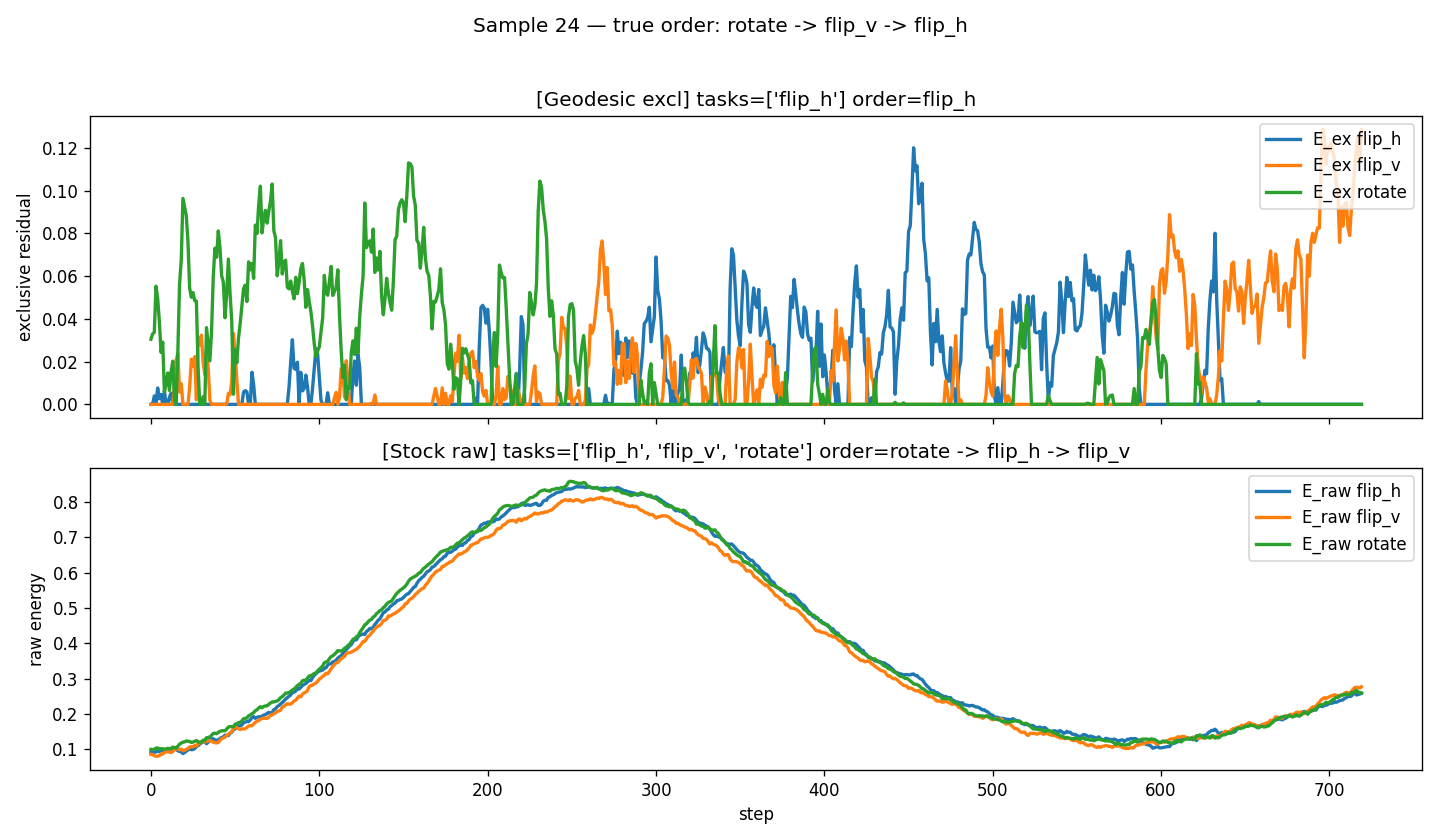 Sample 24 — true order: rotate -> flip_v -> flip_h
[Geodesic excl] tasks=['flip_h'] order=flip_h
exclusive residual
0.12
0.10
0.08
0.06
0.04
0.02
0.00
E_ex flip_h
E_ex flip_v
E_ex rotate
[Stock raw] tasks=['flip_h', 'flip_v', 'rotate'] order=rotate -> flip_h -> flip_v
raw energy
0.8
0.7
0.6
0.5
0.4
0.3
0.2
0.1
E_raw flip_h
E_raw flip_v
E_raw rotate
0 100 200 300 400 500 600 700
step